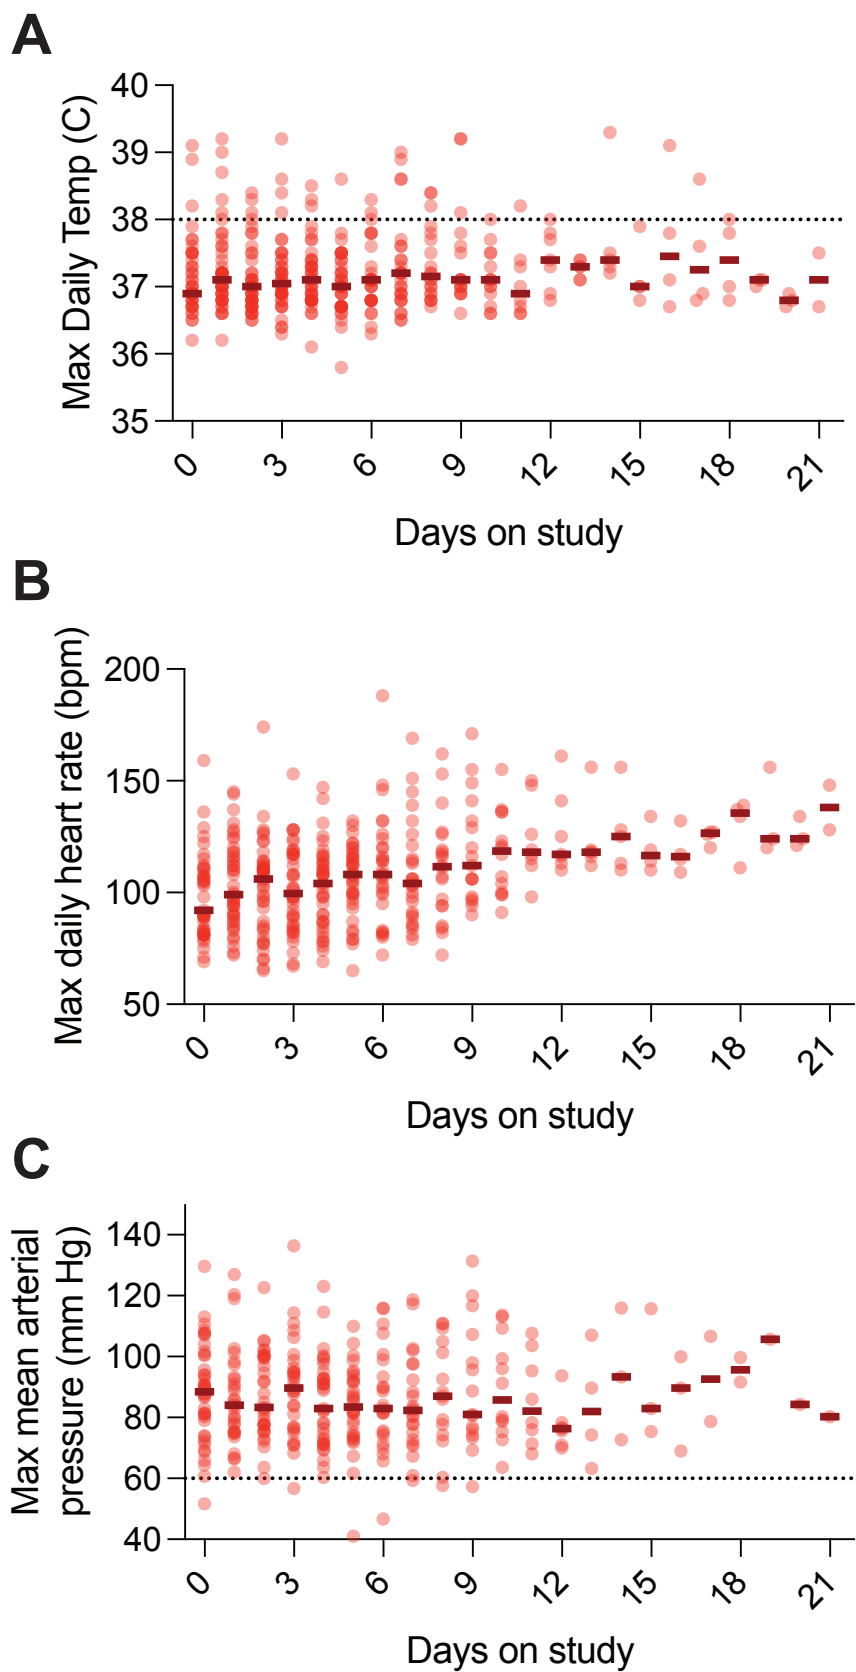 A
Max Daily Temp (C)
40
39
38
37
36
35
0 3 6 9 12 15 18 21
Days on study
B
Max daily heart rate (bpm)
200
150
100
50
0 3 6 9 12 15 18 21
Days on study
C
Max mean arterial
pressure (mm Hg)
140
120
100
80
60
40
0 3 6 9 12 15 18 21
Days on study